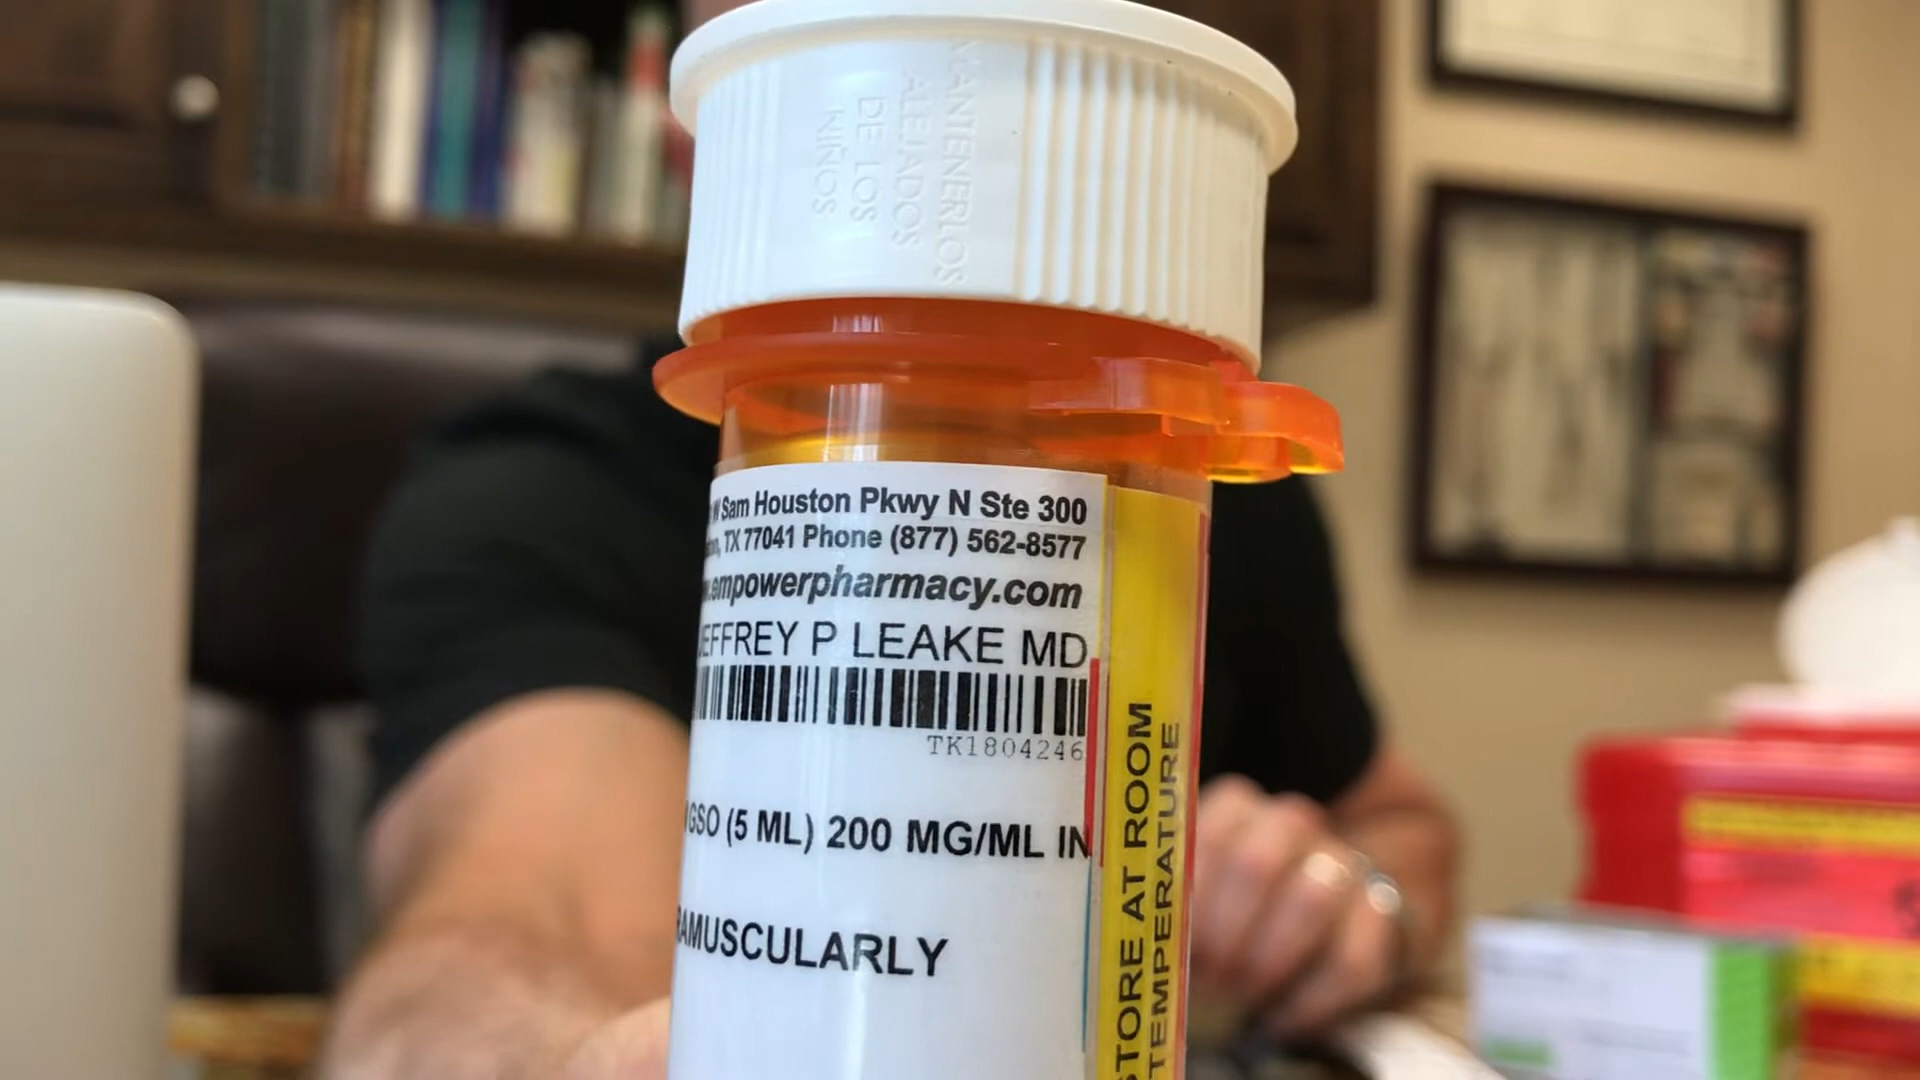 MANTENERLOS
ALEJADOS
DE LOS
NIÑOS
W Sam Houston Pkwy N Ste 300
TX 77041 Phone (877) 562-8577
.empowerpharmacy.com
JEFFREY P LEAKE MD
TK1804246
GSO (5 ML) 200 MG/ML IN
RAMUSCULARLY
STORE AT ROOM
TEMPERATURE